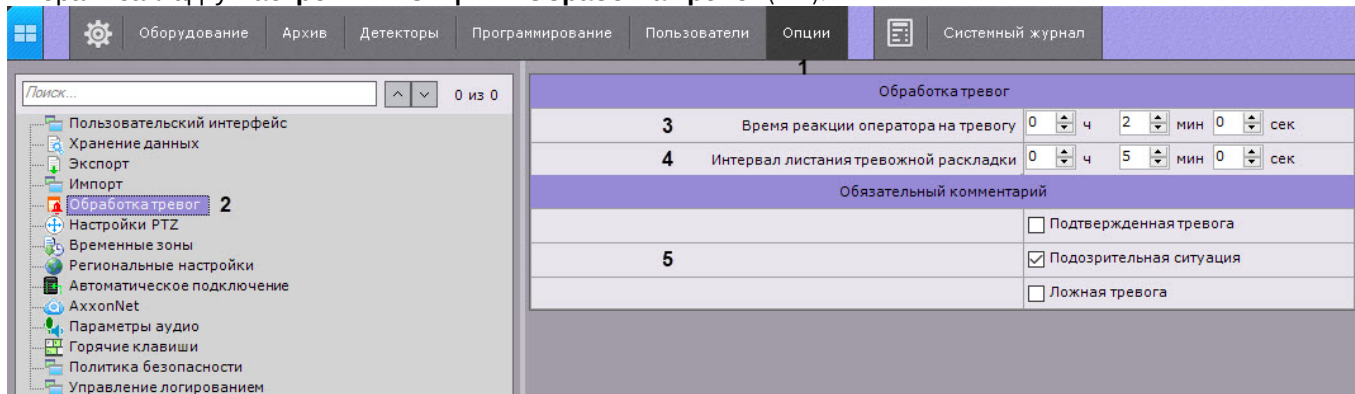 Оборудование Архив Детекторы Программирование Пользователи Опции Системный журнал
1
Поиск... 0 из 0
Пользовательский интерфейс
Хранение данных
Экспорт
Импорт
Обработка тревог 2
Настройки PTZ
Временные зоны
Региональные настройки
Автоматическое подключение
AxxonNet
Параметры аудио
Горячие клавиши
Политика безопасности
Управление логированием
Обработка тревог
3 Время реакции оператора на тревогу 0 ч 2 мин 0 сек
4 Интервал листания тревожной раскладки 0 ч 5 мин 0 сек
Обязательный комментарий
Подтвержденная тревога
5 Подозрительная ситуация
Ложная тревога